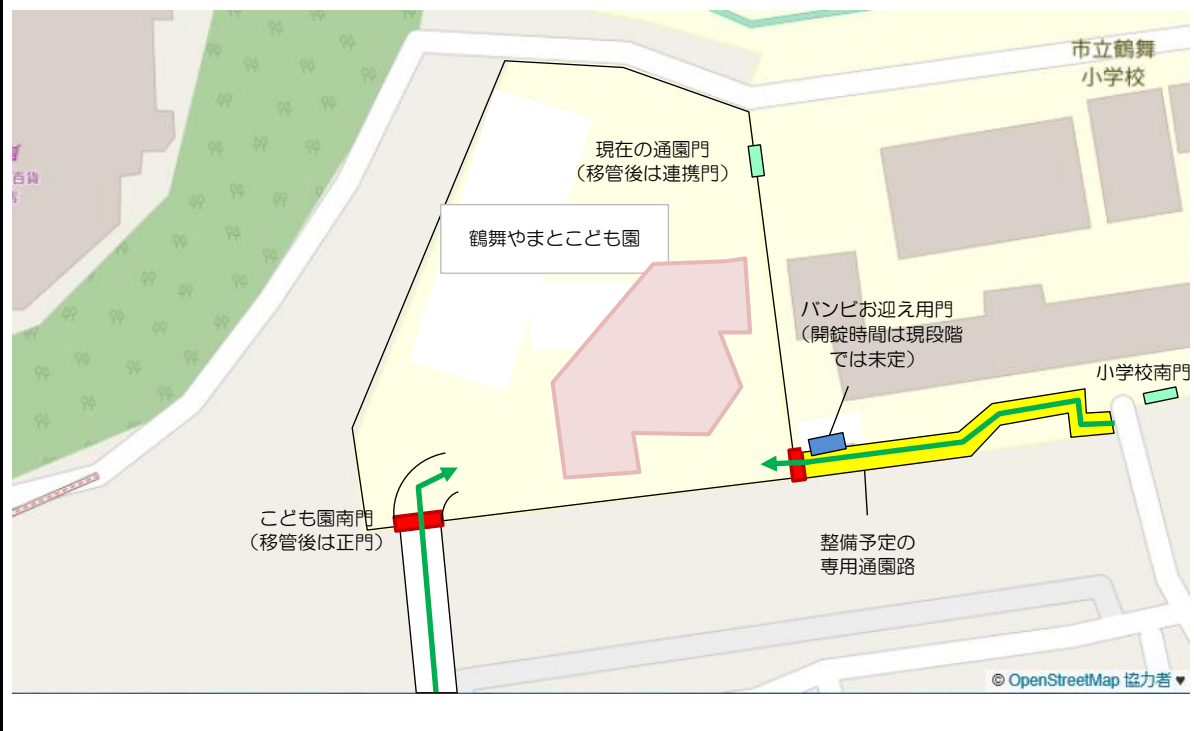 市立鶴舞
小学校
現在の通園門
（移管後は連携門）
百貨
鶴舞やまとこども園
バンビお迎え用門
（開錠時間は現段階
では未定）
小学校南門
こども園南門
（移管後は正門）
整備予定の
専用通園路
© OpenStreetMap 協力者 ♥